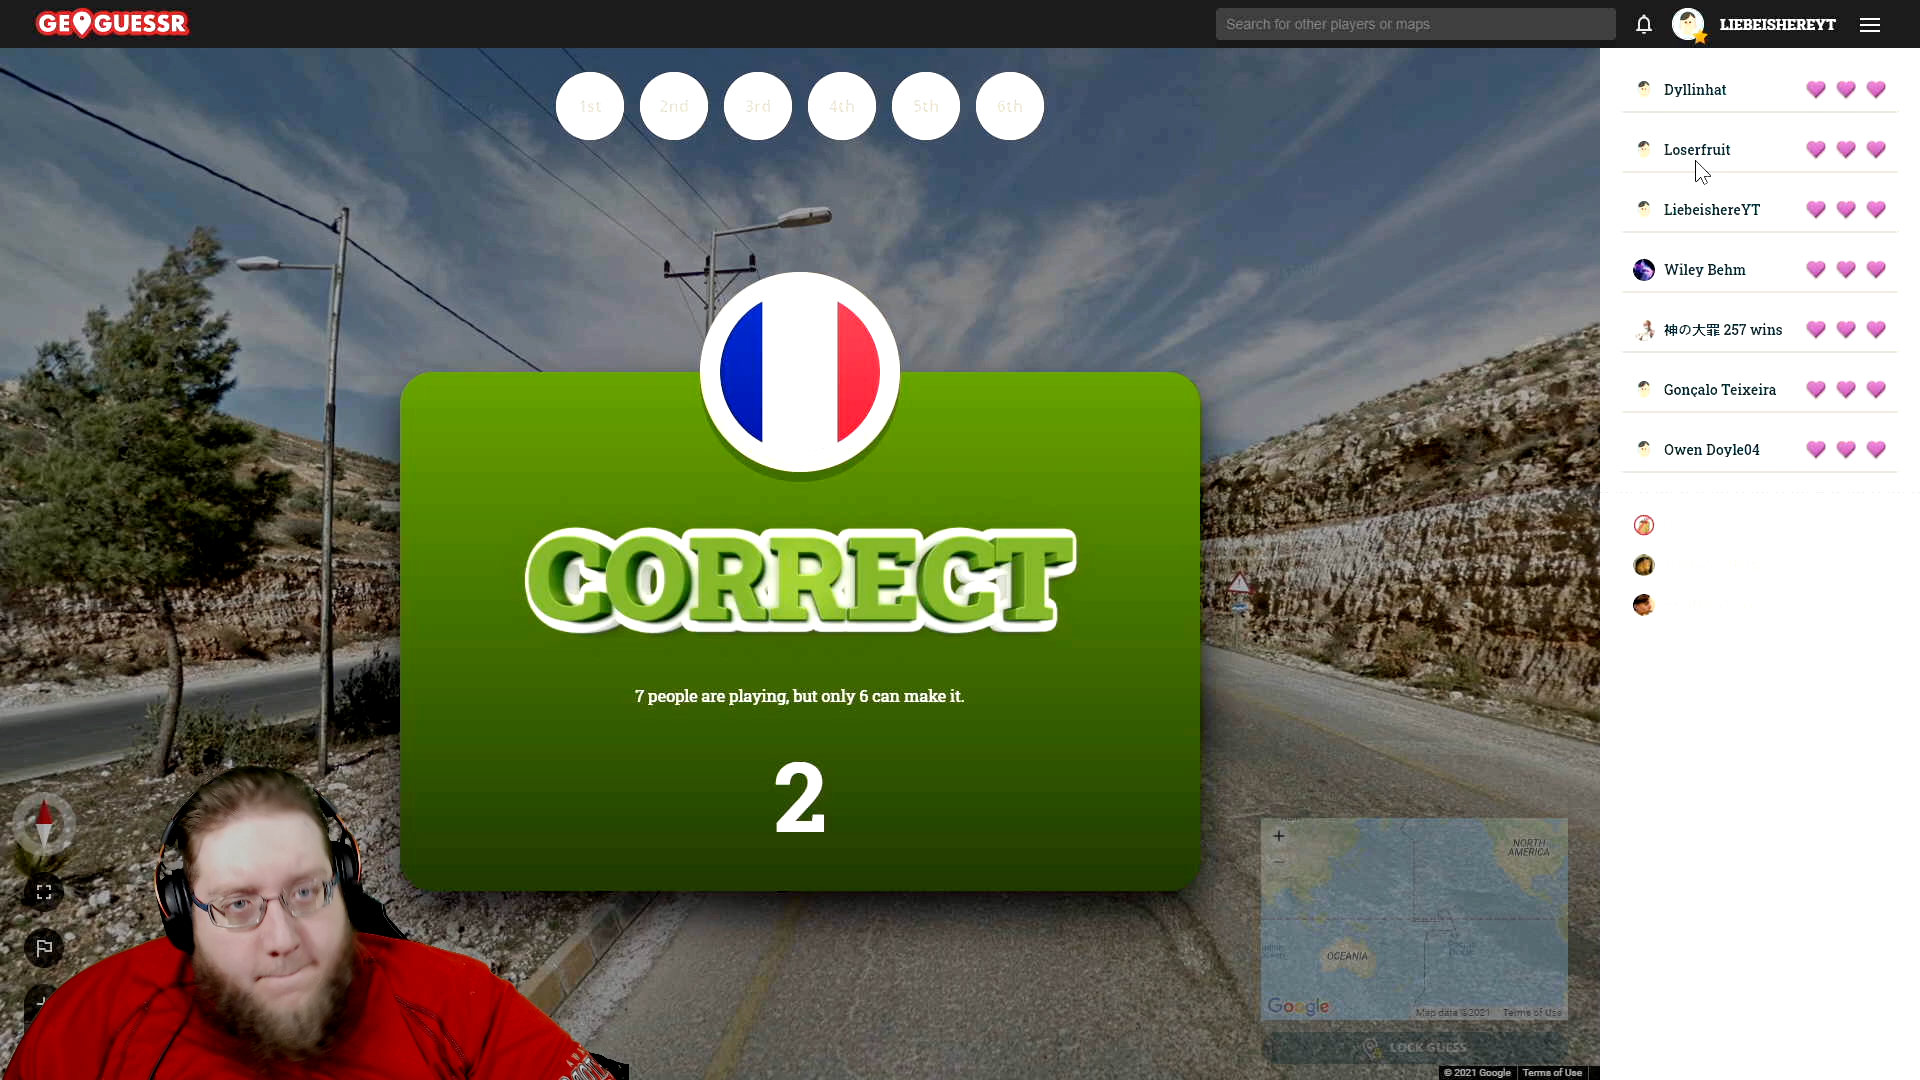 GEOGUESSR
Search for other players or maps
LIEBEISHEREYT
1st
2nd
3rd
4th
5th
6th
Dyllinhat
Loserfruit
LiebeishereYT
Wiley Behm
神の大罪 257 wins
Gonçalo Teixeira
Owen Doyle04
CORRECT
7 people are playing, but only 6 can make it.
2
NORTH
AMERICA
OCEANIA
Google
Map data ©2021
Terms of Use
LOCK GUESS
© 2021 Google
Terms of Use